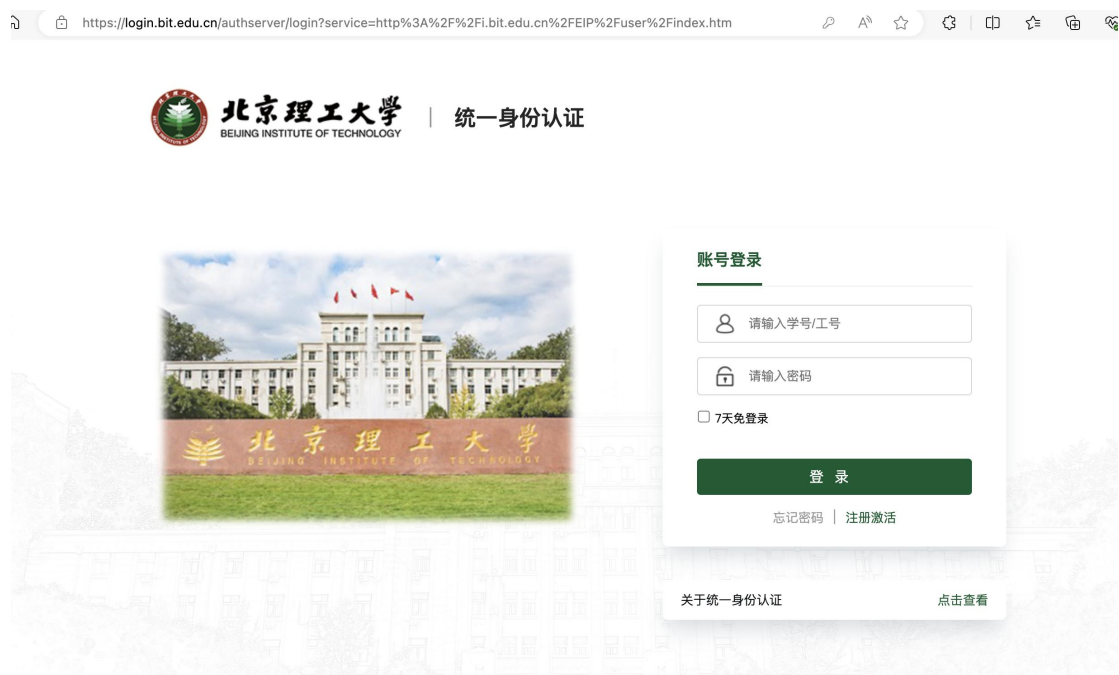 https://login.bit.edu.cn/authserver/login?service=http%3A%2F%2Fi.bit.edu.cn%2FEIP%2Fuser%2Findex.htm
北京理工大学
BEIJING INSTITUTE OF TECHNOLOGY
统一身份认证
账号登录
请输入学号/工号
请输入密码
7天免登录
北京理工大学
BEIJING INSTITUTE OF TECHNOLOGY
登 录
忘记密码 | 注册激活
关于统一身份认证 点击查看